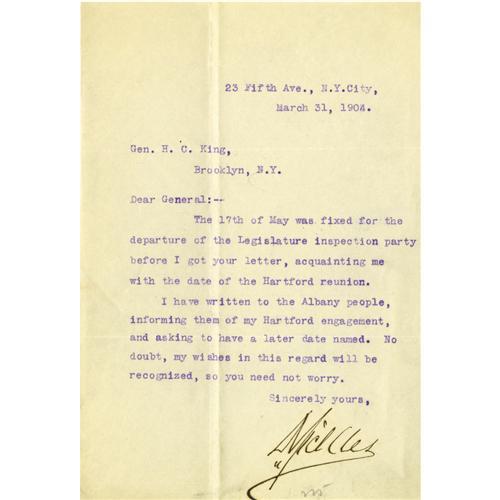 23 Fifth Ave., N.Y.City,
March 31, 1904.
Gen. H. C. King,
Brooklyn, N.Y.
Dear General:--
The 17th of May was fixed for the
departure of the Legislature inspection party
before I got your letter, acquainting me
with the date of the Hartford reunion.
I have written to the Albany people,
informing them of my Hartford engagement,
and asking to have a later date named. No
doubt, my wishes in this regard will be
recognized, so you need not worry.
Sincerely yours,